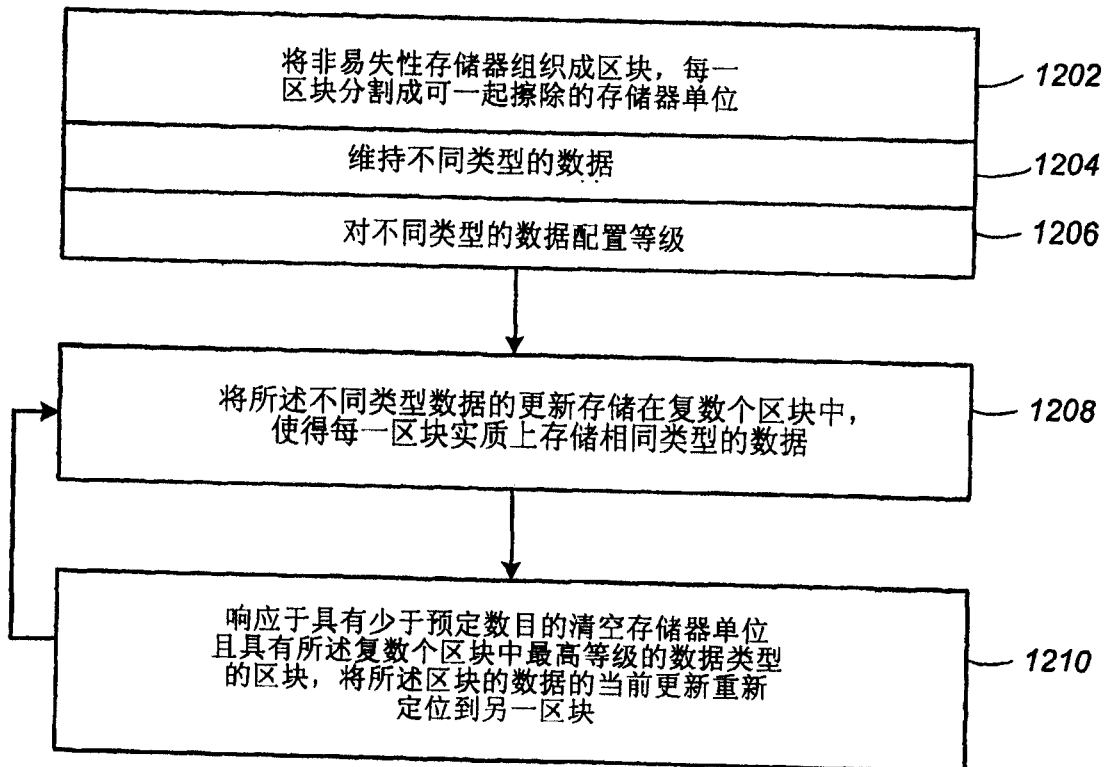 将非易失性存储器组织成区块，每一
区块分割成可一起擦除的存储器单位
1202
维持不同类型的数据
1204
对不同类型的数据配置等级
1206
将所述不同类型数据的更新存储在复数个区块中，
使得每一区块实质上存储相同类型的数据
1208
响应于具有少于预定数目的清空存储器单位
且具有所述复数个区块中最高等级的数据类型
的区块，将所述区块的数据的当前更新重新
定位到另一区块
1210